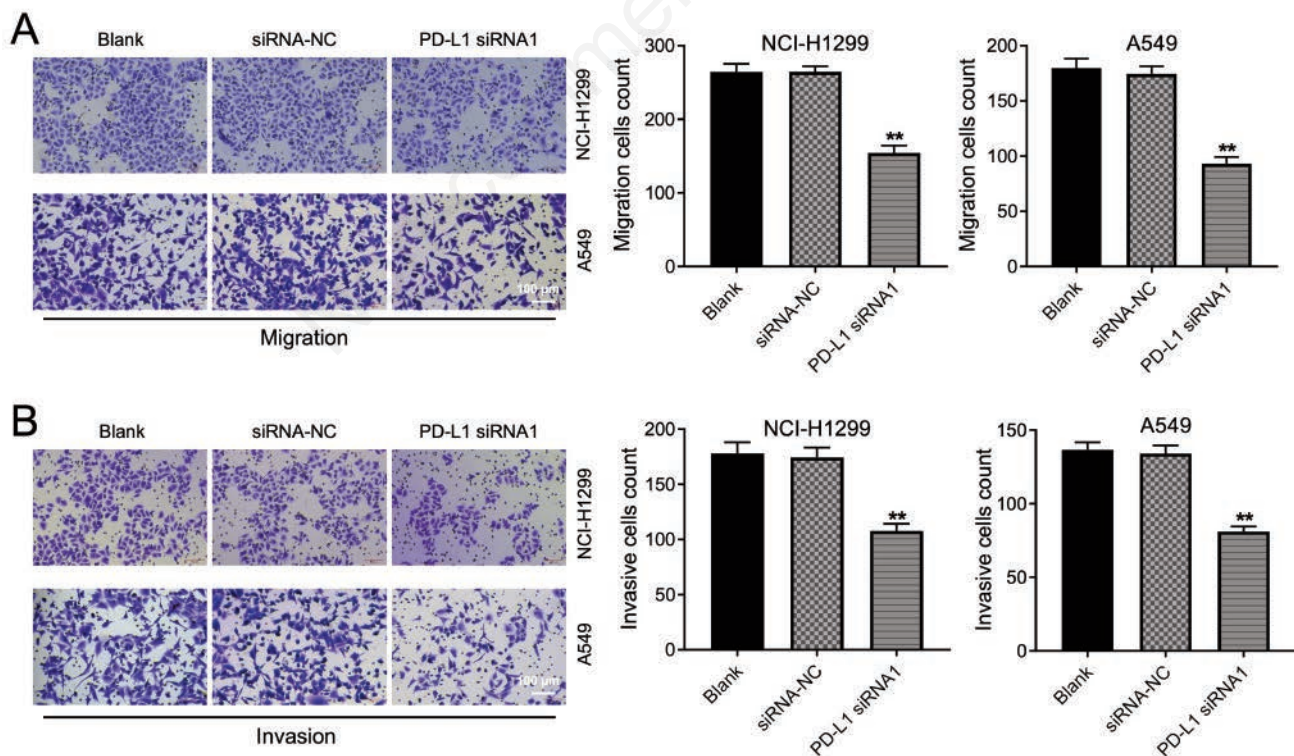 A
Blank siRNA-NC PD-L1 siRNA1
NCI-H1299
A549
100 μm
Migration
NCI-H1299
Migration cells count
300
200
100
0
Blank
siRNA-NC
PD-L1 siRNA1
**
A549
Migration cells count
200
150
100
50
0
Blank
siRNA-NC
PD-L1 siRNA1
**
B
Blank siRNA-NC PD-L1 siRNA1
NCI-H1299
A549
100 μm
Invasion
NCI-H1299
Invasive cells count
200
150
100
50
0
Blank
siRNA-NC
PD-L1 siRNA1
**
A549
Invasive cells count
150
100
50
0
Blank
siRNA-NC
PD-L1 siRNA1
**